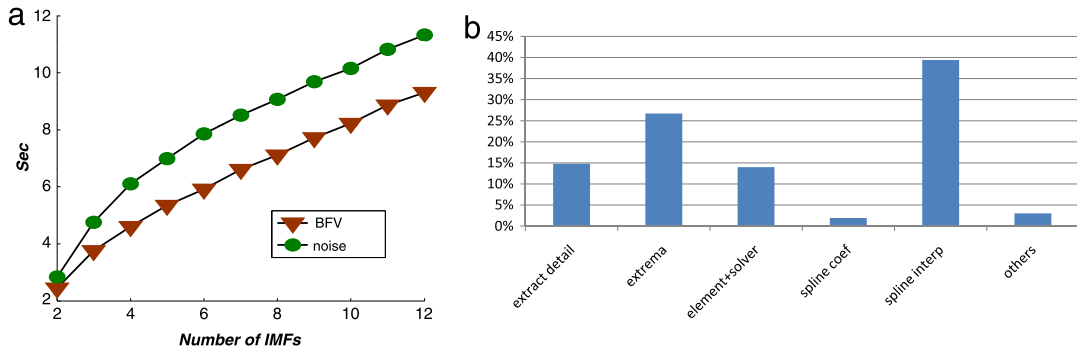 a
12
10
8
6
4
2
Sec
2
4
6
8
10
12
Number of IMFs
BFV
noise
b
45%
40%
35%
30%
25%
20%
15%
10%
5%
0%
extract detail
extrema
element+solver
spline coef
spline interp
others